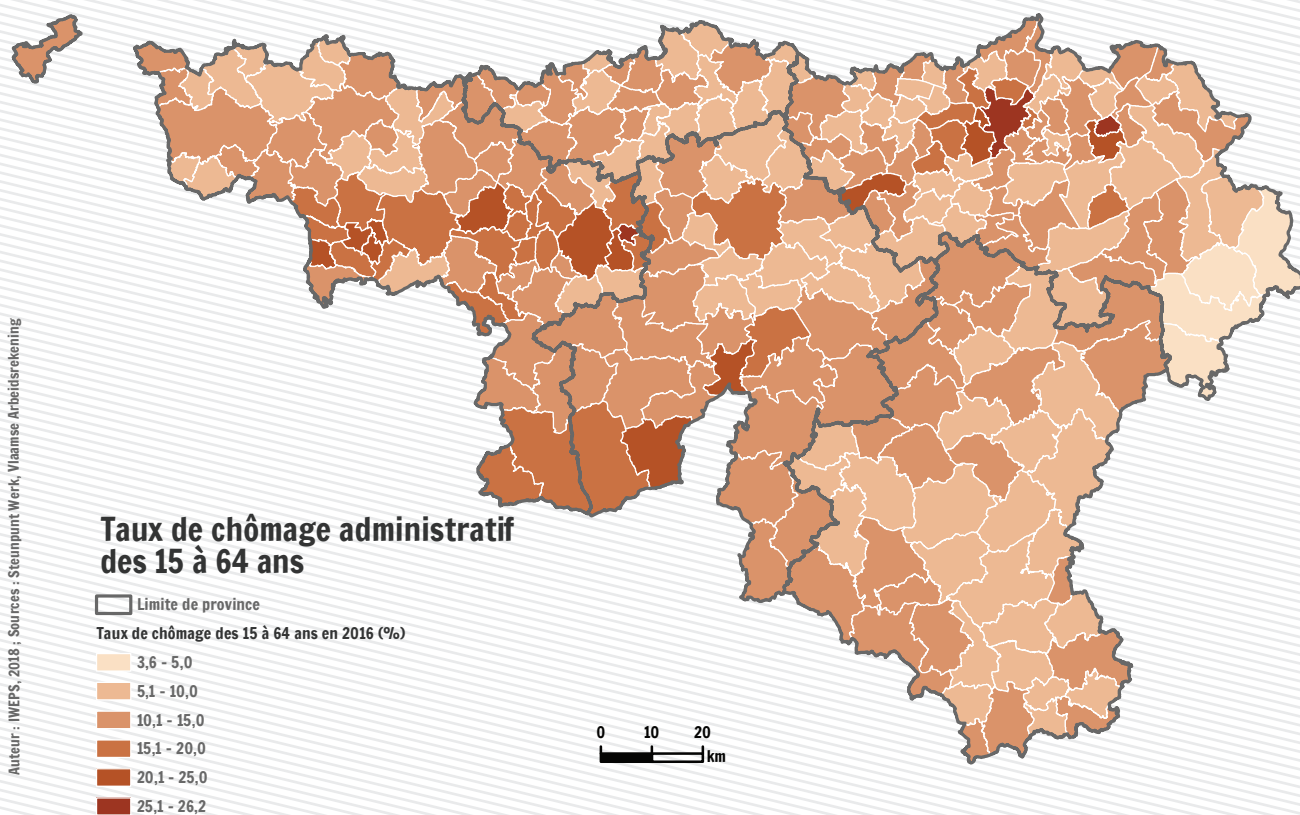 Taux de chômage administratif
des 15 à 64 ans
Limite de province
Taux de chômage des 15 à 64 ans en 2016 (%)
3,6 - 5,0
5,1 - 10,0
10,1 - 15,0
15,1 - 20,0
20,1 - 25,0
25,1 - 26,2
0 10 20
km
Auteur : IWEPS, 2018 ; Sources : Steunpunt Werk, Vlaamse Arbeidsrekening